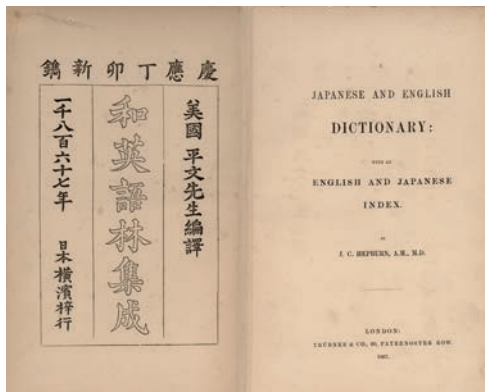 慶應丁卯新鐫
美國 平文先生編譯
和英語林集成
一千八百六十七年 日本横濱梓行
A
JAPANESE AND ENGLISH
DICTIONARY:
WITH AN
ENGLISH AND JAPANESE
INDEX.
BY
J. C. HEPBURN, A.M., M.D.
LONDON:
TRÜBNER & CO., 60, PATERNOSTER ROW.
1867.